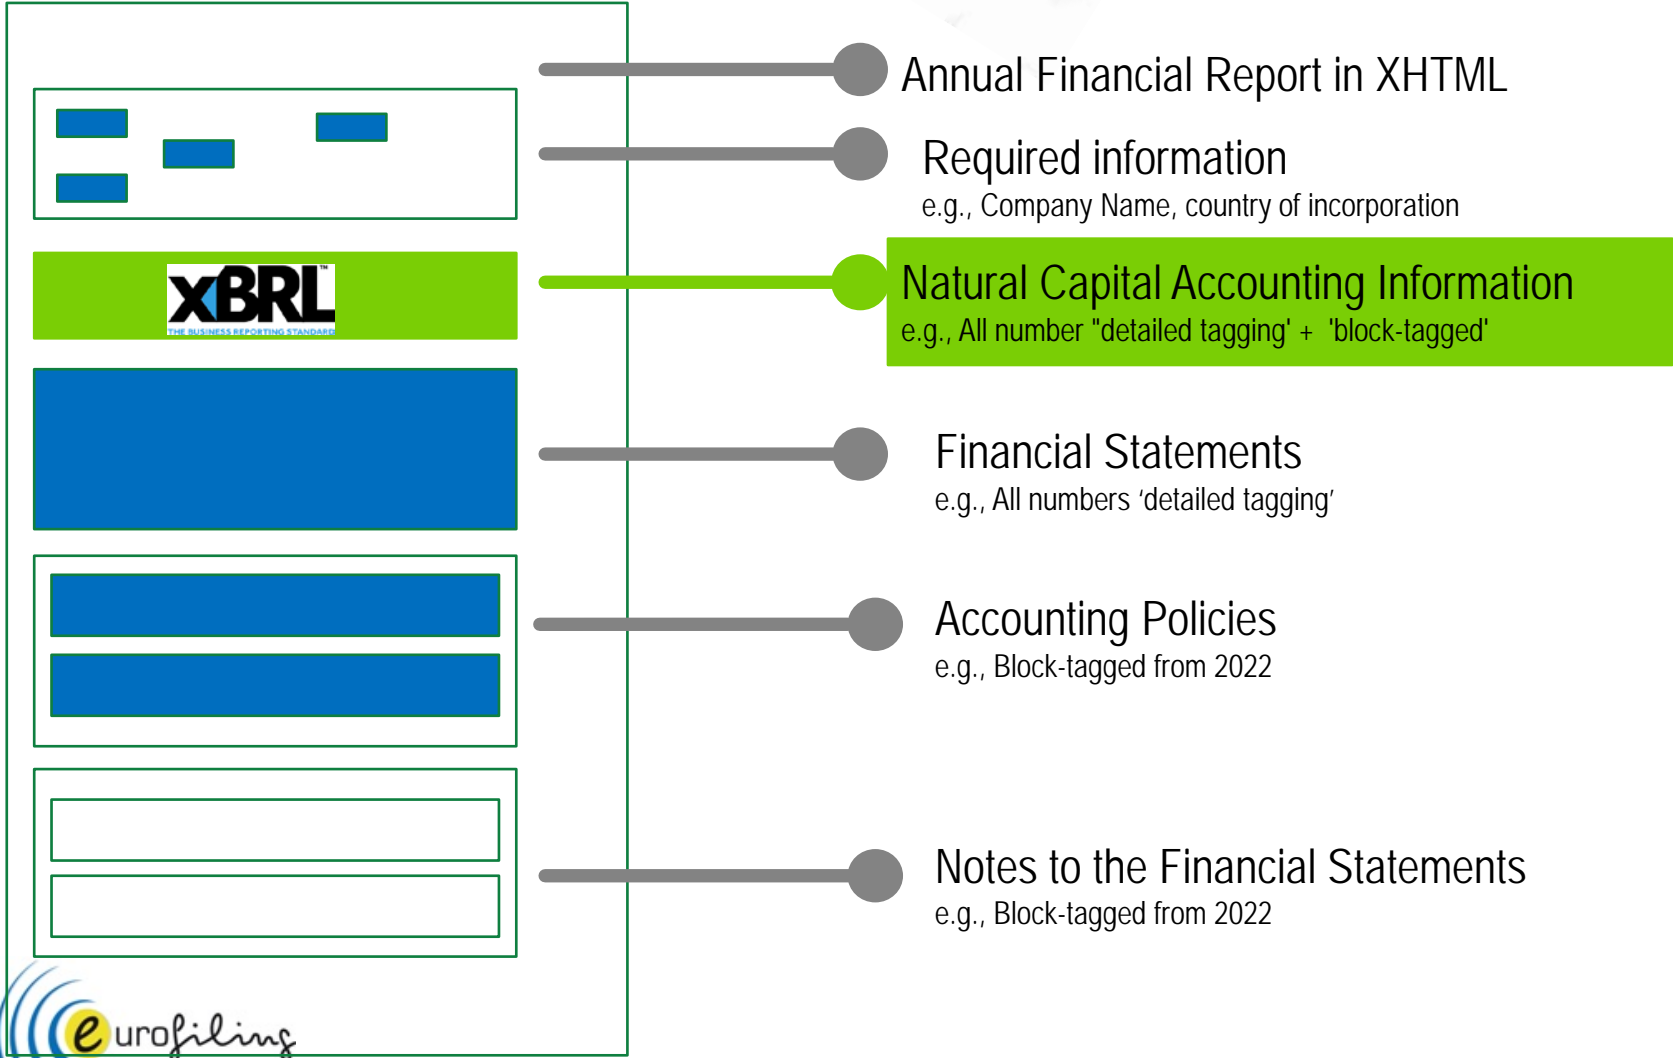 Annual Financial Report in XHTML
Required information
e.g., Company Name, country of incorporation
XBRL™
THE BUSINESS REPORTING STANDARD
Natural Capital Accounting Information
e.g., All number "detailed tagging' + 'block-tagged'
Financial Statements
e.g., All numbers ‘detailed tagging’
Accounting Policies
e.g., Block-tagged from 2022
Notes to the Financial Statements
e.g., Block-tagged from 2022
eurofiling